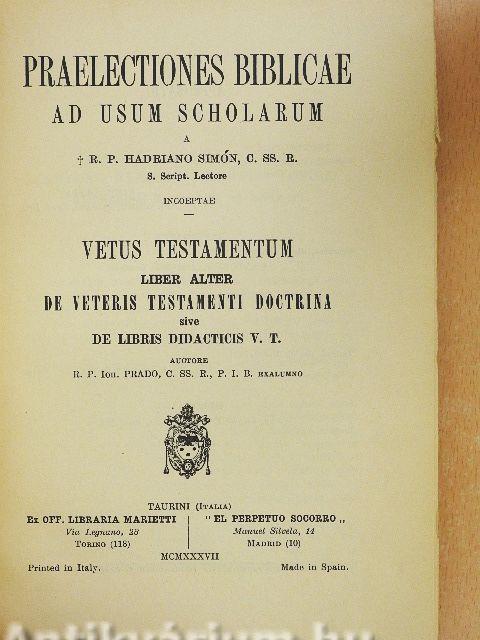 PRAELECTIONES BIBLICAE
AD USUM SCHOLARUM
A
† R. P. HADRIANO SIMÓN, C. SS. R.
S. Script. Lectore
INCOEPTAE
VETUS TESTAMENTUM
LIBER ALTER
DE VETERIS TESTAMENTI DOCTRINA
sive
DE LIBRIS DIDACTICIS V. T.
AUCTORE
R. P. Ioh. PRADO, C. SS. R., P. I. B. EXALUMNO
TAURINI (ITALIA)
Ex OFF. LIBRARIA MARIETTI
Via Legnano, 23
TORINO (118)
" EL PERPETUO SOCORRO „
Manuel Silvela, 14
MADRID (10)
MCMXXXVII
Printed in Italy.
Made in Spain.
Antikvárium.hu